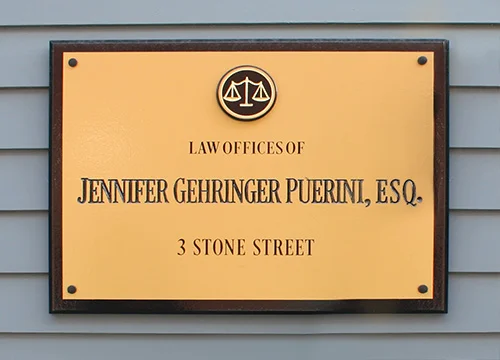 LAW OFFICES OF
JENNIFER GEHRINGER PUERINI, ESQ.
3 STONE STREET